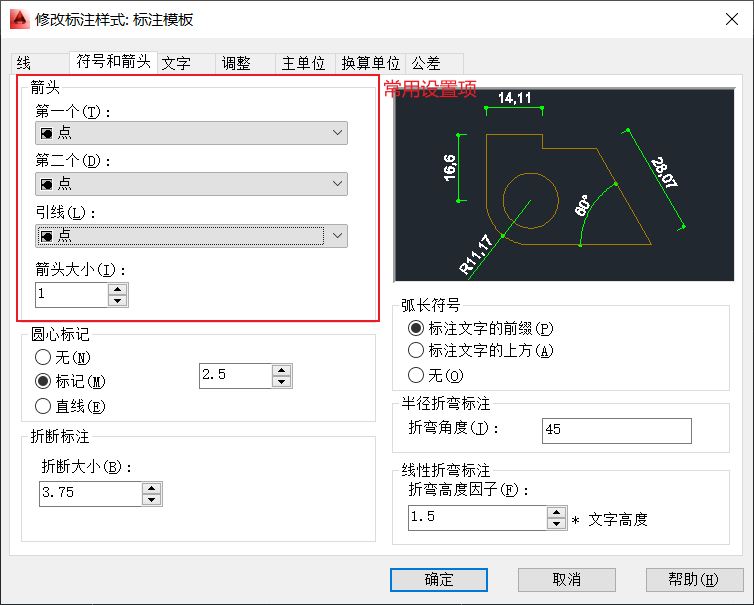 修改标注样式: 标注模板
线 符号和箭头 文字 调整 主单位 换算单位 公差
常用设置项
箭头
第一个(T):
点
第二个(D):
点
引线(L):
点
箭头大小(I):
1
圆心标记
无(N)
标记(M)
直线(E)
2.5
折断标注
折断大小(B):
3.75
14,11
16,6
28,07
60°
R11,17
弧长符号
标注文字的前缀(P)
标注文字的上方(A)
无(O)
半径折弯标注
折弯角度(J):
45
线性折弯标注
折弯高度因子(F):
1.5
* 文字高度
确定 取消 帮助(H)